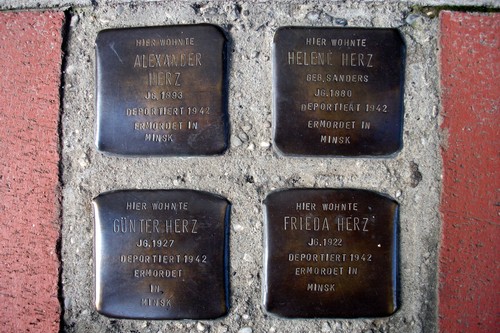 HIER WOHNTE
ALEXANDER
HERZ
JG. 1893
DEPORTIERT 1942
ERMORDET IN
MINSK
HIER WOHNTE
HELENE HERZ
GEB. SANDERS
JG. 1880
DEPORTIERT 1942
ERMORDET IN
MINSK
HIER WOHNTE
GÜNTER HERZ
JG. 1927
DEPORTIERT 1942
ERMORDET
IN
MINSK
HIER WOHNTE
FRIEDA HERZ
JG. 1922
DEPORTIERT 1942
ERMORDET IN
MINSK